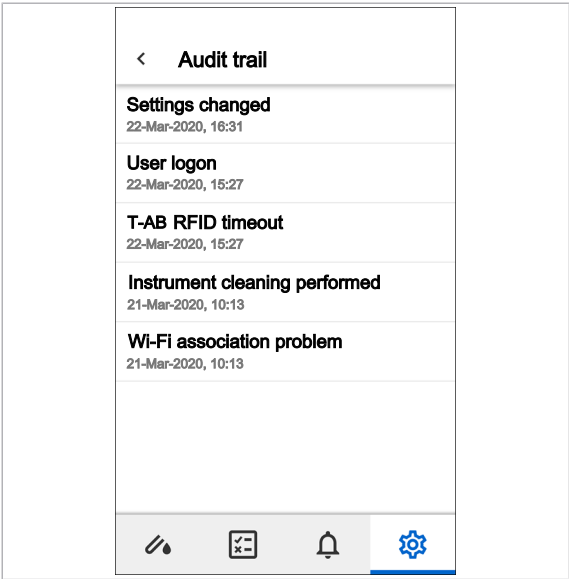 Audit trail
Settings changed
22-Mar-2020, 16:31
User logon
22-Mar-2020, 15:27
T-AB RFID timeout
22-Mar-2020, 15:27
Instrument cleaning performed
21-Mar-2020, 10:13
Wi-Fi association problem
21-Mar-2020, 10:13